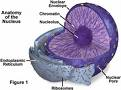 Anatomy
of the
Nucleus
Nuclear
Envelope
Chromatin
Nucleolus
Endoplasmic
Reticulum
Nuclear
Pore
Ribosomes
Figure 1